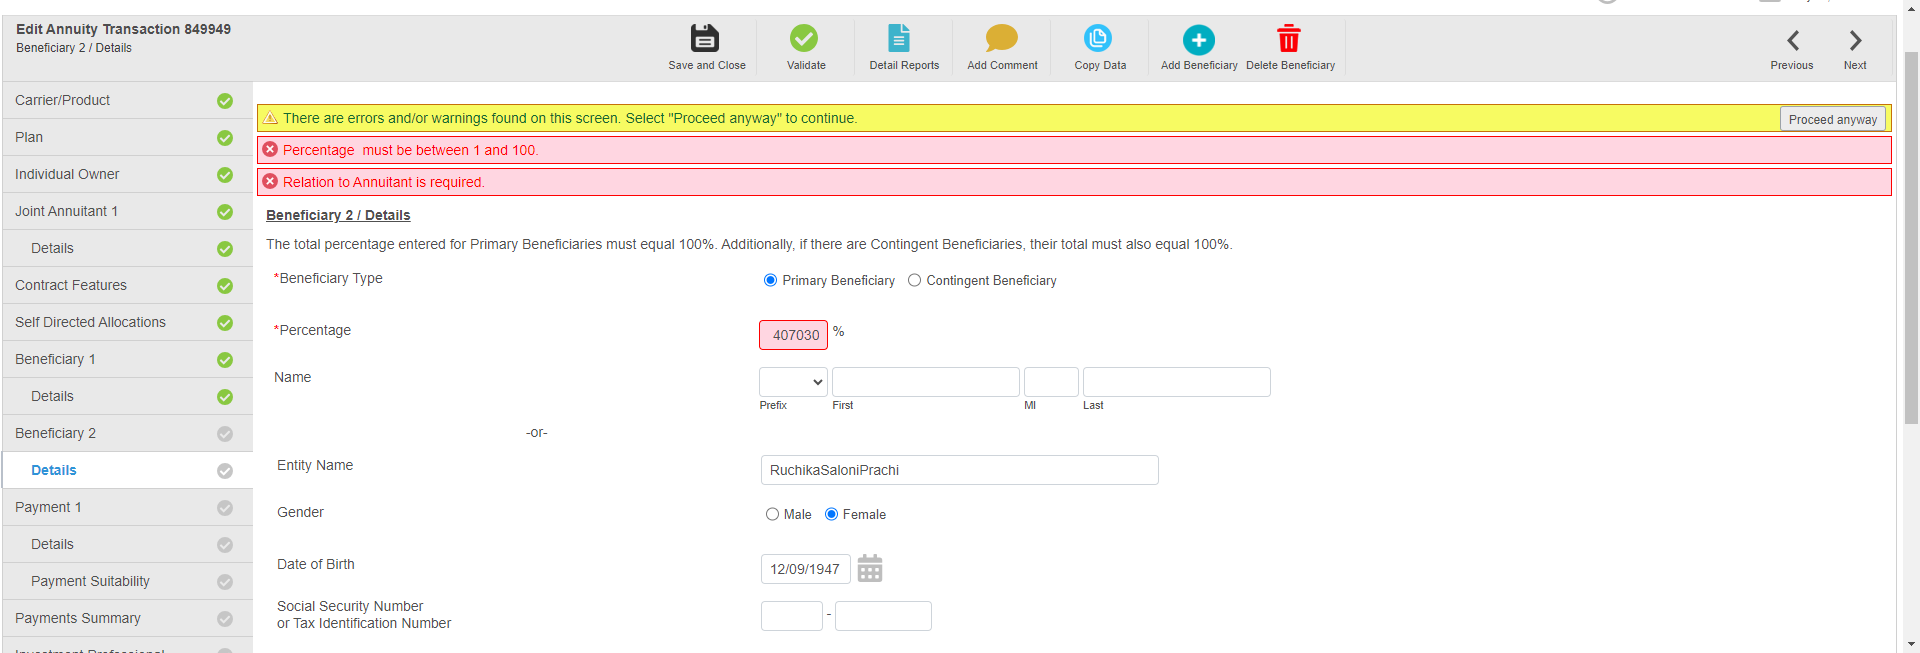 Edit Annuity Transaction 849949
Beneficiary 2 / Details
Save and Close
Validate
Detail Reports
Add Comment
Copy Data
Add Beneficiary
Delete Beneficiary
Previous
Next
Carrier/Product
Plan
Individual Owner
Joint Annuitant 1
Details
Contract Features
Self Directed Allocations
Beneficiary 1
Details
Beneficiary 2
Details
Payment 1
Details
Payment Suitability
Payments Summary
There are errors and/or warnings found on this screen. Select "Proceed anyway" to continue.
Proceed anyway
Percentage must be between 1 and 100.
Relation to Annuitant is required.
Beneficiary 2 / Details
The total percentage entered for Primary Beneficiaries must equal 100%. Additionally, if there are Contingent Beneficiaries, their total must also equal 100%.
*Beneficiary Type
Primary Beneficiary
Contingent Beneficiary
*Percentage
407030 %
Name
Prefix
First
MI
Last
-or-
Entity Name
RuchikaSaloniPrachi
Gender
Male
Female
Date of Birth
12/09/1947
Social Security Number
or Tax Identification Number
-